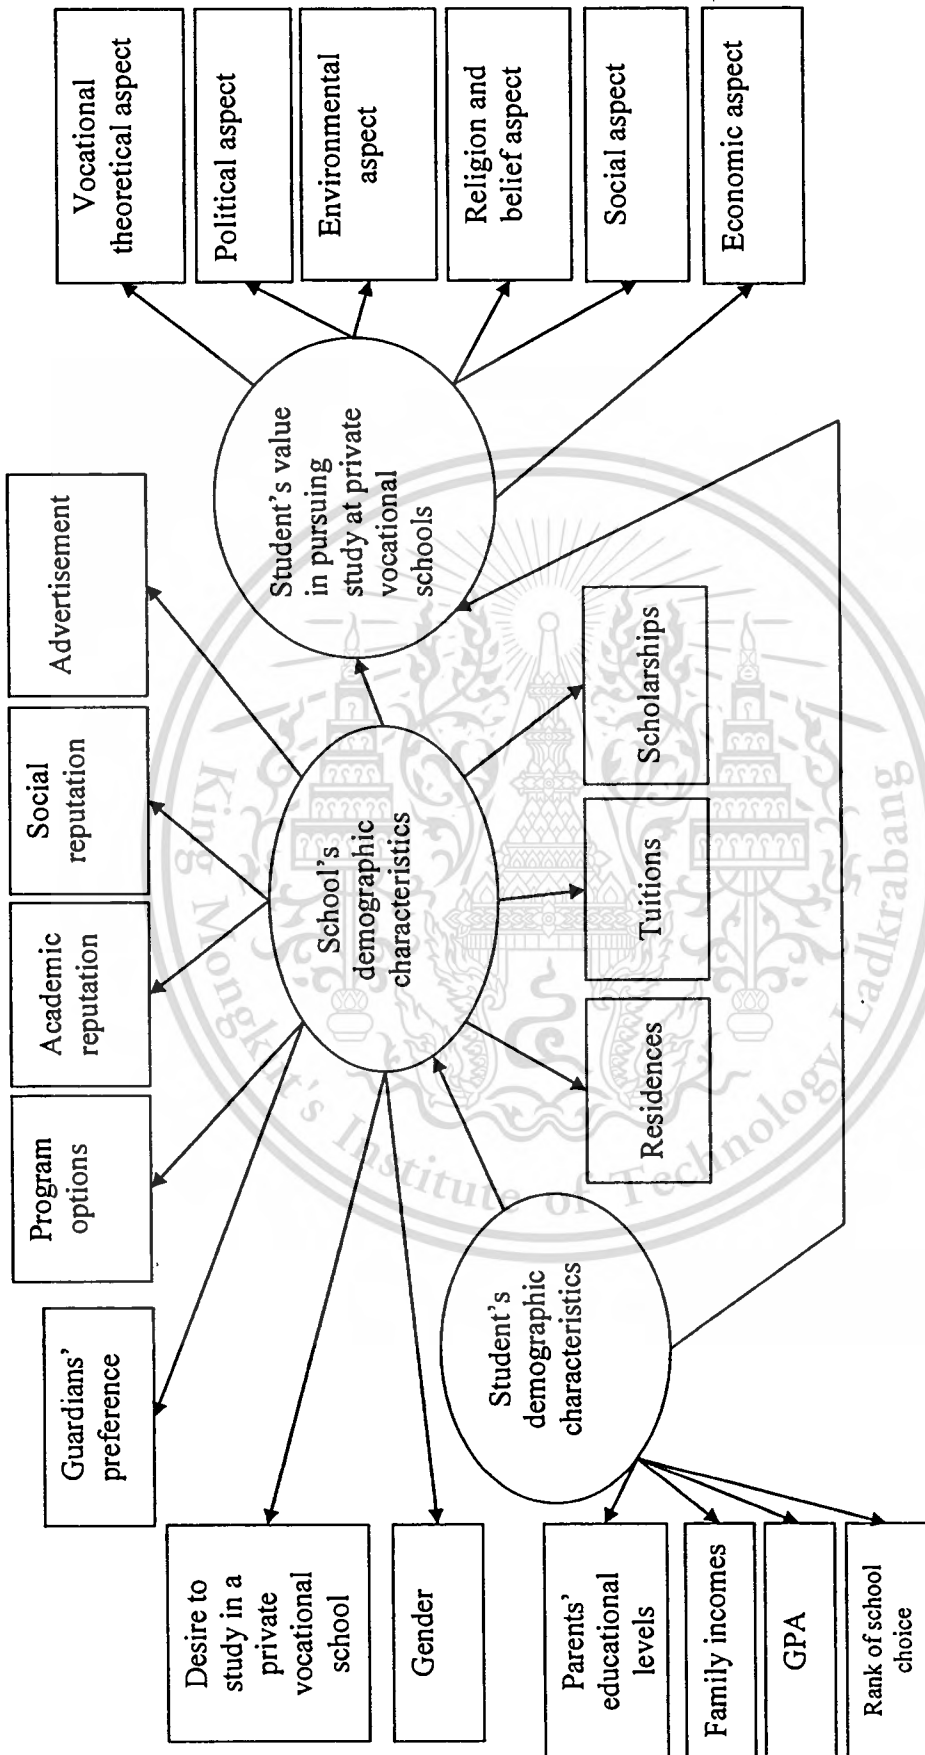 Guardians'
preference
Program
options
Academic
reputation
Social
reputation
Advertisement
Desire to
study in a
private
vocational
school
Gender
School's
demographic
characteristics
Student's value
in pursuing
study at private
vocational
schools
Vocational
theoretical aspect
Political aspect
Environmental
aspect
Religion and
belief aspect
Social aspect
Economic aspect
Student's
demographic
characteristics
Residences
Tuitions
Scholarships
Parents'
educational
levels
Family incomes
GPA
Rank of school
choice
King Mongkut's Institute of Technology Ladkrabang